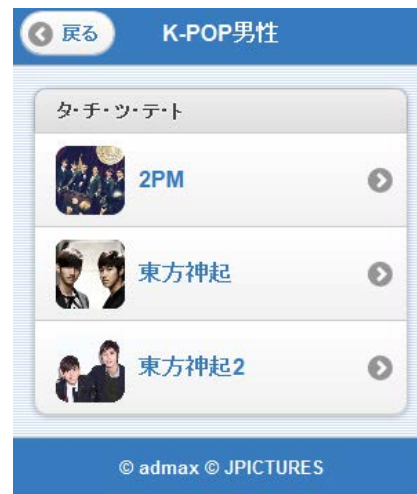 戻る K-POP男性
タ・チ・ツ・テ・ト
2PM
東方神起
東方神起2
© admax © JPICTURES